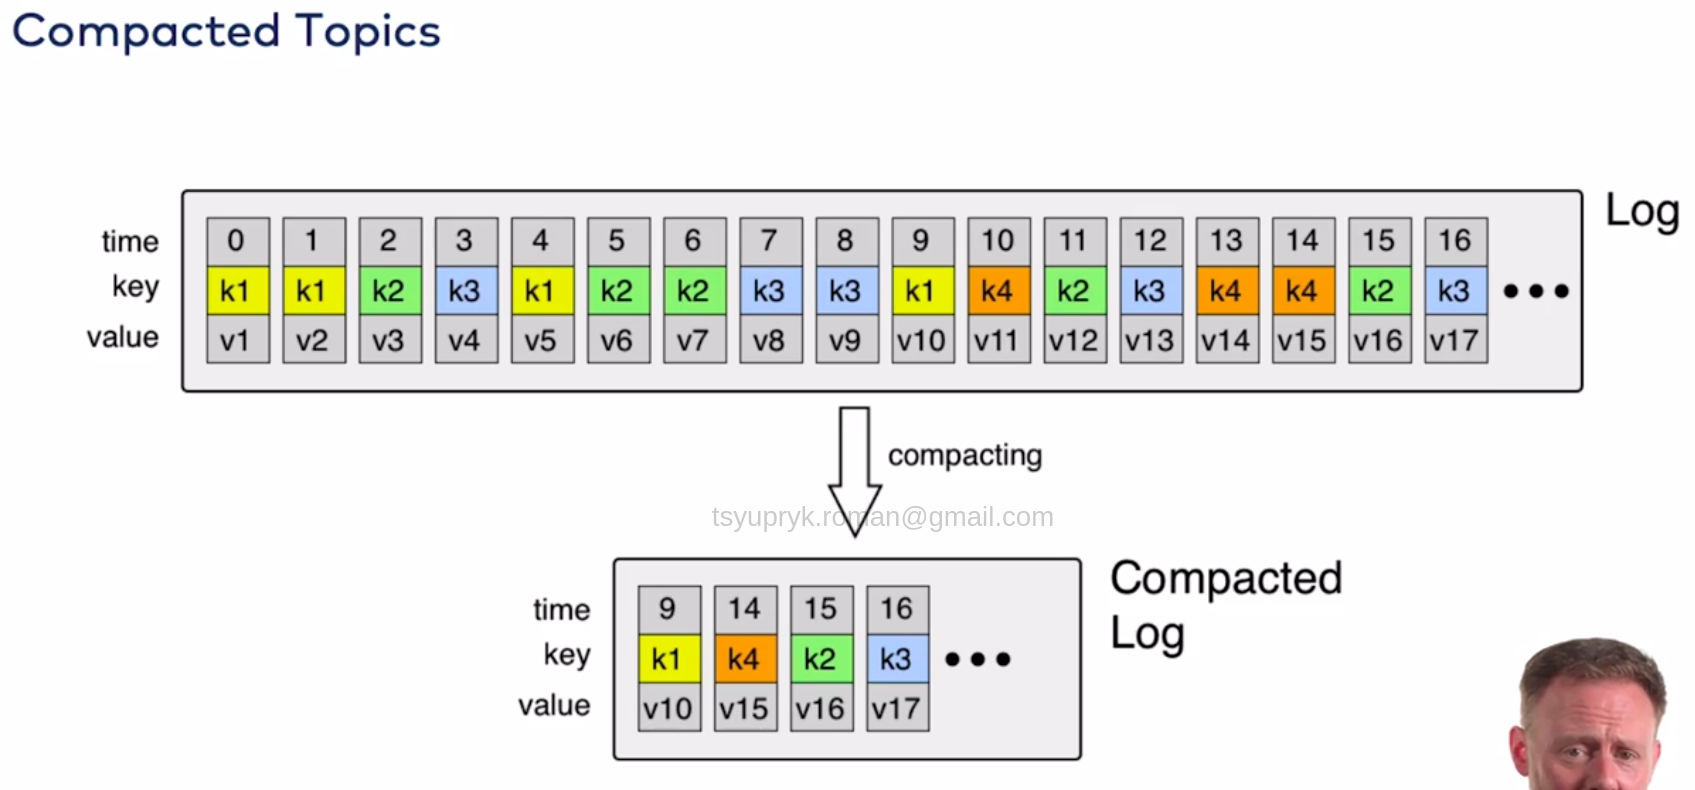 Compacted Topics
Log
time 0 1 2 3 4 5 6 7 8 9 10 11 12 13 14 15 16
key k1 k1 k2 k3 k1 k2 k2 k3 k3 k1 k4 k2 k3 k4 k4 k2 k3 •••
value v1 v2 v3 v4 v5 v6 v7 v8 v9 v10 v11 v12 v13 v14 v15 v16 v17
compacting
tsyupryk.roman@gmail.com
Compacted
Log
time 9 14 15 16
key k1 k4 k2 k3 •••
value v10 v15 v16 v17